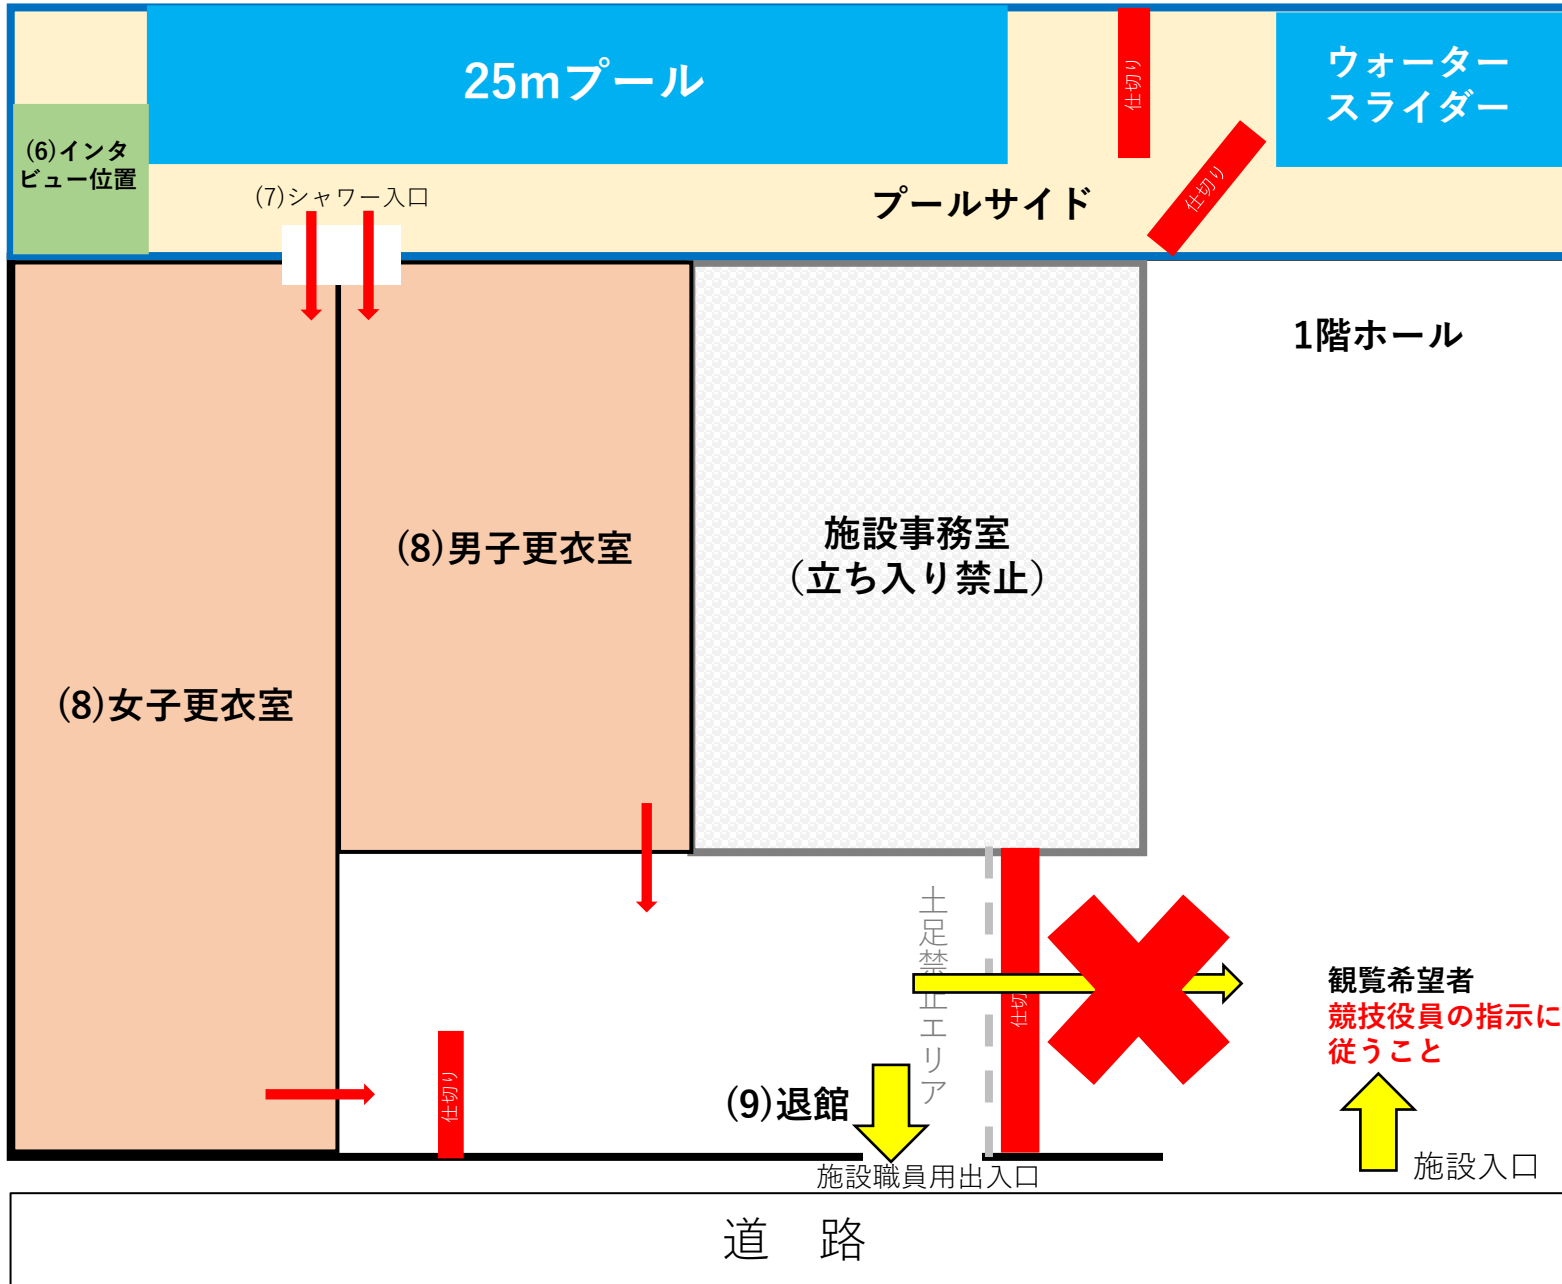 25mプール
仕切り
ウォーター
スライダー
(6)インタ
ビュー位置
(7)シャワー入口
プールサイド
仕切り
1階ホール
(8)男子更衣室
施設事務室
(立ち入り禁止)
(8)女子更衣室
土足禁止エリア
仕切
観覧希望者
競技役員の指示に
従うこと
仕切り
(9)退館
施設職員用出入口
施設入口
道　路